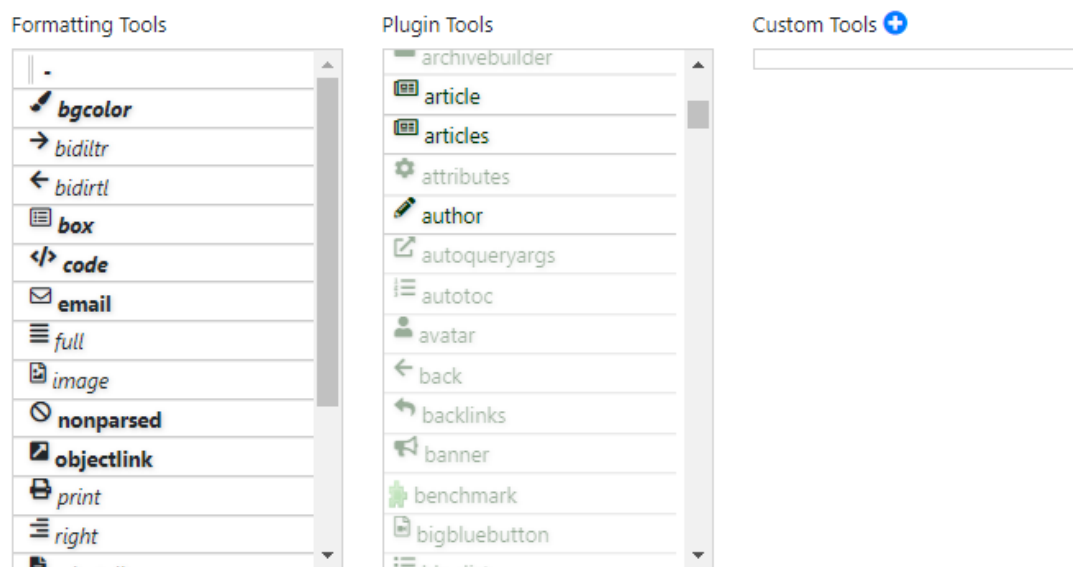 Formatting Tools
-
bgcolor
bidiltr
bidirtl
box
code
email
full
image
nonparsed
objectlink
print
right
Plugin Tools
archivebuilder
article
articles
attributes
author
autoqueryargs
autotoc
avatar
back
backlinks
banner
benchmark
bigbluebutton
Custom Tools